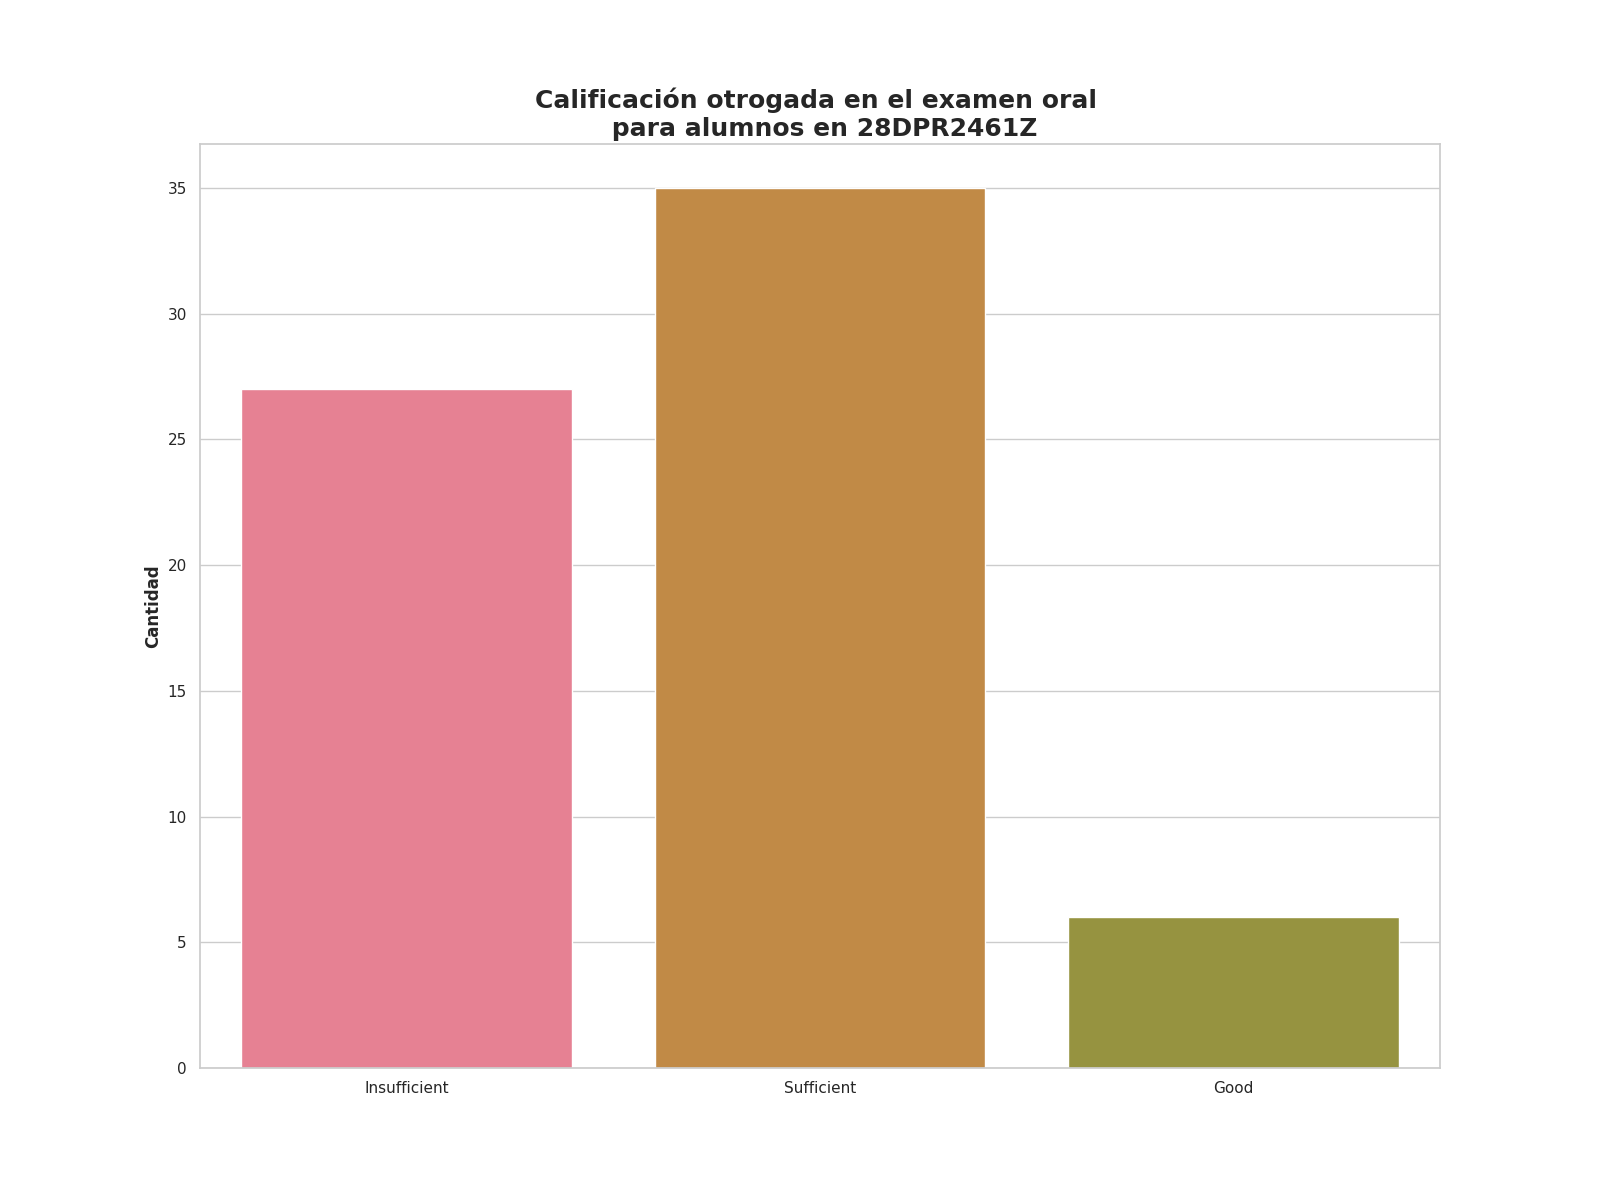 Calificación otrogada en el examen oral
para alumnos en 28DPR2461Z
Cantidad
35
30
25
20
15
10
5
0
Insufficient
Sufficient
Good